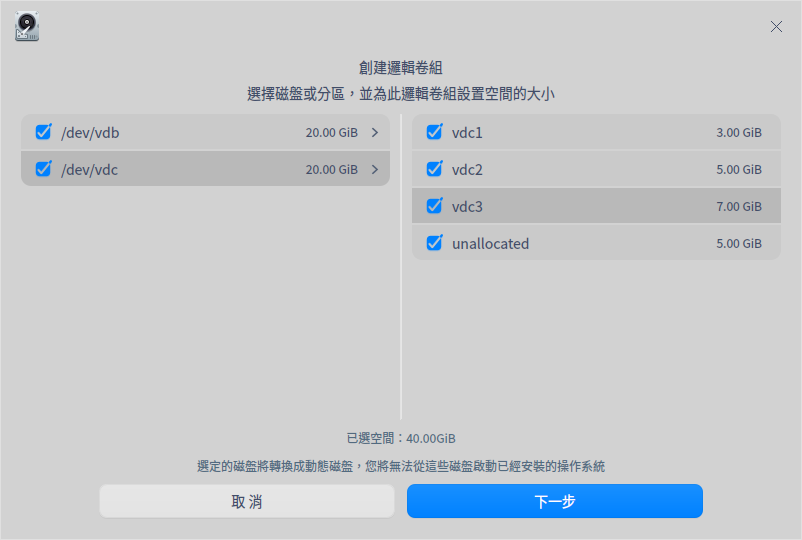 創建邏輯卷組
選擇磁盤或分區，並為此邏輯卷組設置空間的大小
/dev/vdb 20.00 GiB
/dev/vdc 20.00 GiB
vdc1 3.00 GiB
vdc2 5.00 GiB
vdc3 7.00 GiB
unallocated 5.00 GiB
已選空間：40.00GiB
選定的磁盤將轉換成動態磁盤，您將無法從這些磁盤啟動已經安裝的操作系統
取 消
下一步